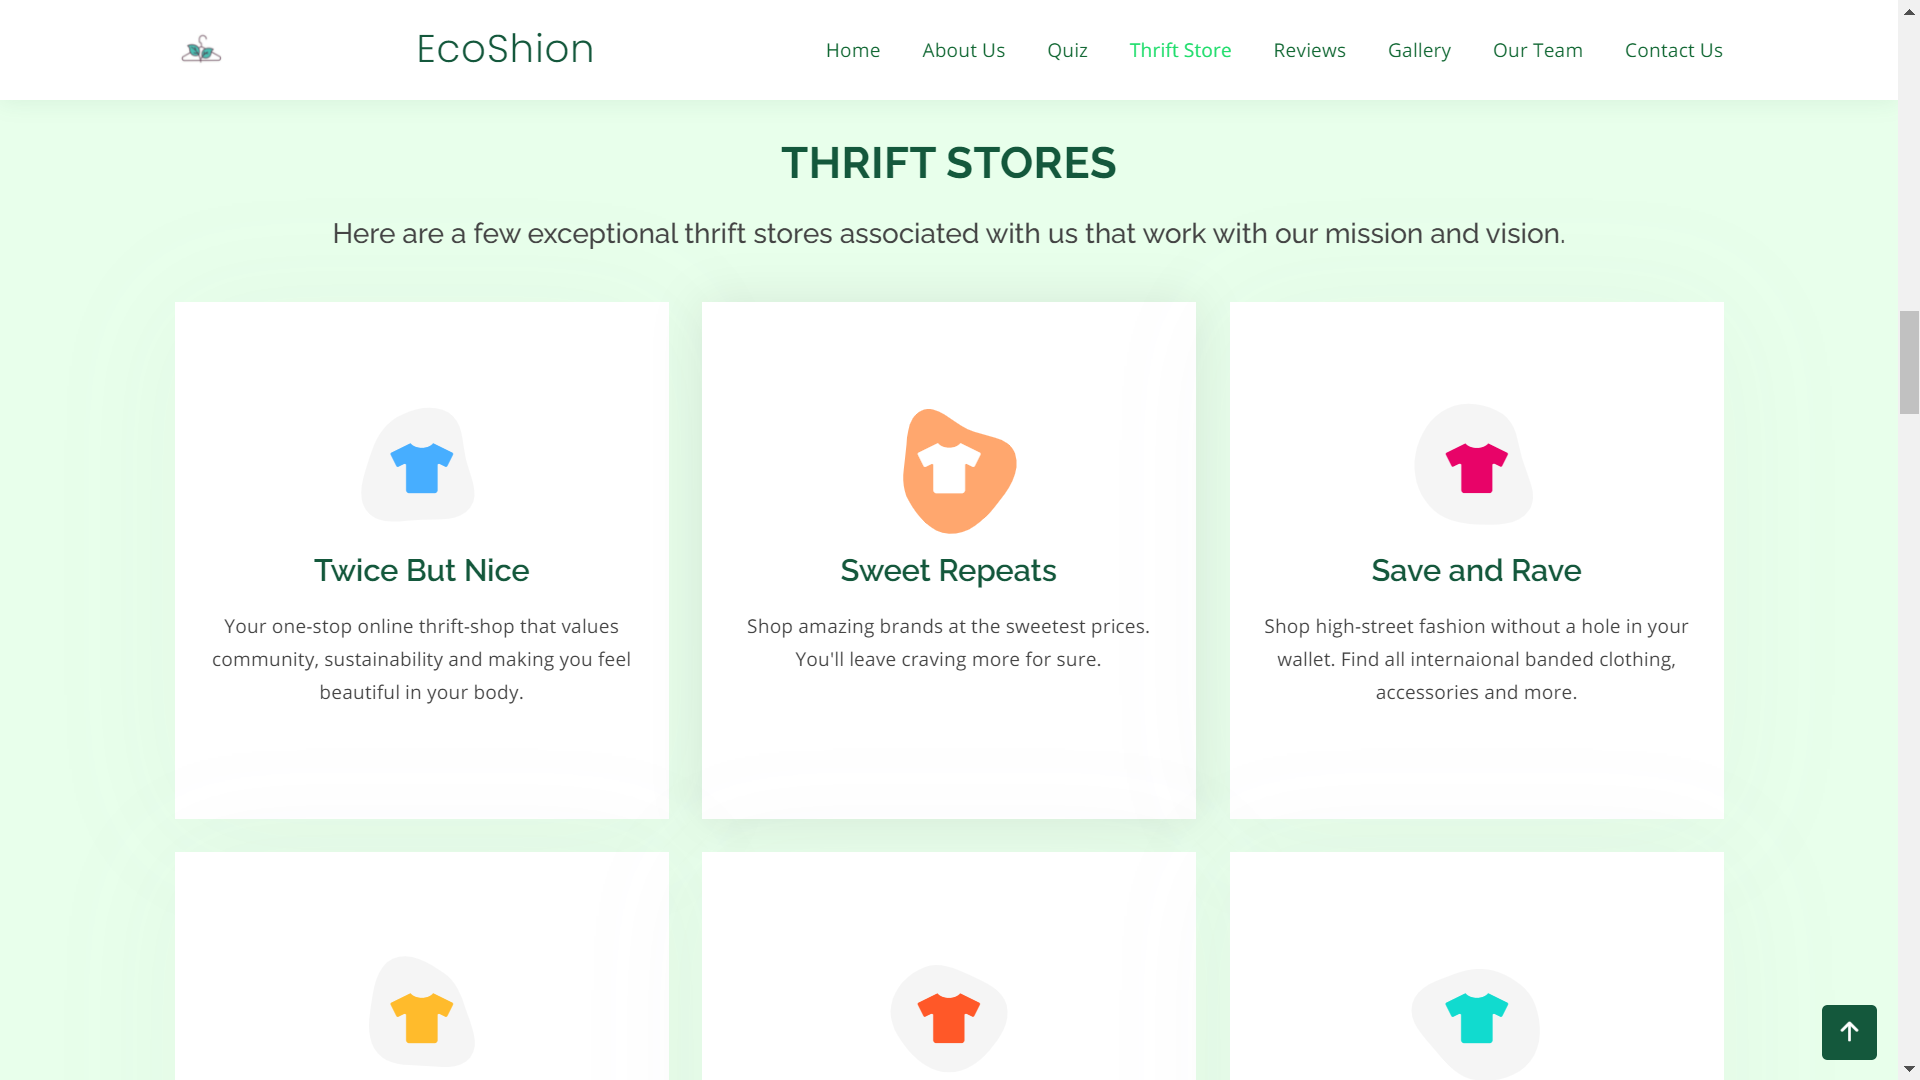 EcoShion
Home About Us Quiz Thrift Store Reviews Gallery Our Team Contact Us
THRIFT STORES
Here are a few exceptional thrift stores associated with us that work with our mission and vision.
Twice But Nice
Your one-stop online thrift-shop that values
community, sustainability and making you feel
beautiful in your body.
Sweet Repeats
Shop amazing brands at the sweetest prices.
You'll leave craving more for sure.
Save and Rave
Shop high-street fashion without a hole in your
wallet. Find all internaional banded clothing,
accessories and more.